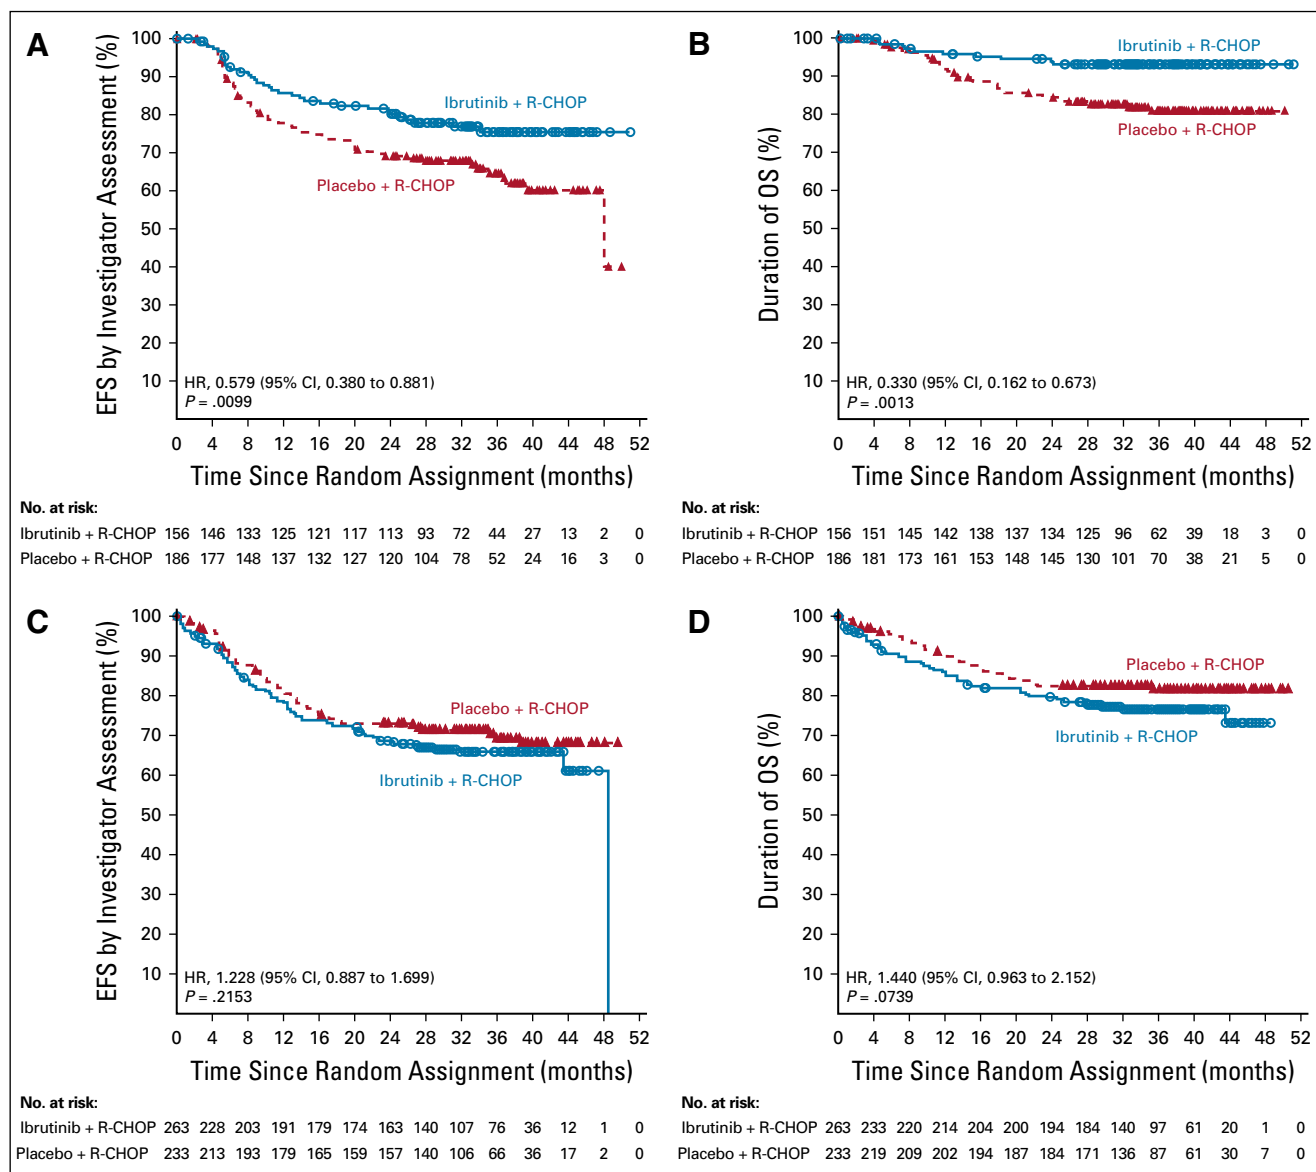 A
EFS by Investigator Assessment (%)
100
90
80
70
60
50
40
30
20
10
Ibrutinib + R-CHOP
Placebo + R-CHOP
HR, 0.579 (95% CI, 0.380 to 0.881)
P = .0099
0 4 8 12 16 20 24 28 32 36 40 44 48 52
Time Since Random Assignment (months)
No. at risk:
Ibrutinib + R-CHOP 156 146 133 125 121 117 113 93 72 44 27 13 2 0
Placebo + R-CHOP 186 177 148 137 132 127 120 104 78 52 24 16 3 0
B
Duration of OS (%)
100
90
80
70
60
50
40
30
20
10
Ibrutinib + R-CHOP
Placebo + R-CHOP
HR, 0.330 (95% CI, 0.162 to 0.673)
P = .0013
0 4 8 12 16 20 24 28 32 36 40 44 48 52
Time Since Random Assignment (months)
No. at risk:
Ibrutinib + R-CHOP 156 151 145 142 138 137 134 125 96 62 39 18 3 0
Placebo + R-CHOP 186 181 173 161 153 148 145 130 101 70 38 21 5 0
C
EFS by Investigator Assessment (%)
100
90
80
70
60
50
40
30
20
10
Placebo + R-CHOP
Ibrutinib + R-CHOP
HR, 1.228 (95% CI, 0.887 to 1.699)
P = .2153
0 4 8 12 16 20 24 28 32 36 40 44 48 52
Time Since Random Assignment (months)
No. at risk:
Ibrutinib + R-CHOP 263 228 203 191 179 174 163 140 107 76 36 12 1 0
Placebo + R-CHOP 233 213 193 179 165 159 157 140 106 66 36 17 2 0
D
Duration of OS (%)
100
90
80
70
60
50
40
30
20
10
Placebo + R-CHOP
Ibrutinib + R-CHOP
HR, 1.440 (95% CI, 0.963 to 2.152)
P = .0739
0 4 8 12 16 20 24 28 32 36 40 44 48 52
Time Since Random Assignment (months)
No. at risk:
Ibrutinib + R-CHOP 263 233 220 214 204 200 194 184 140 97 61 20 1 0
Placebo + R-CHOP 233 219 209 202 194 187 184 171 136 87 61 30 7 0